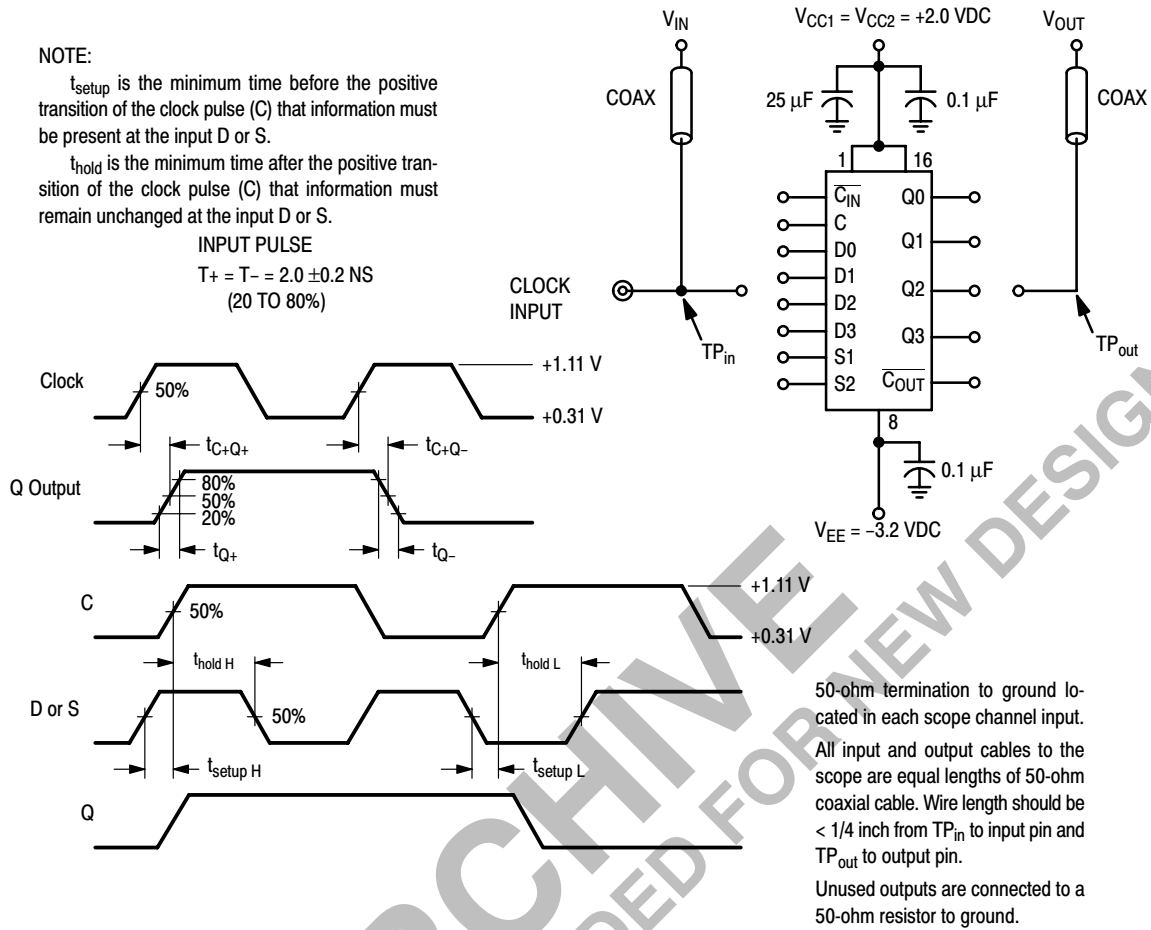 NOTE:
t_setup is the minimum time before the positive
transition of the clock pulse (C) that information must
be present at the input D or S.
t_hold is the minimum time after the positive tran-
sition of the clock pulse (C) that information must
remain unchanged at the input D or S.
INPUT PULSE
T+ = T– = 2.0 ±0.2 NS
(20 TO 80%)
V_IN
COAX
CLOCK
INPUT
TP_in
V_CC1 = V_CC2 = +2.0 VDC
25 μF
0.1 μF
1
16
C̅_I̅N̅
C
D0
D1
D2
D3
S1
S2
Q0
Q1
Q2
Q3
C̅_O̅U̅T̅
8
0.1 μF
V_EE = –3.2 VDC
V_OUT
COAX
TP_out
Clock
50%
+1.11 V
+0.31 V
t_C+Q+
t_C+Q–
Q Output
80%
50%
20%
t_Q+
t_Q–
C
50%
+1.11 V
+0.31 V
t_hold H
t_hold L
D or S
50%
t_setup H
t_setup L
Q
50-ohm termination to ground lo-
cated in each scope channel input.
All input and output cables to the
scope are equal lengths of 50-ohm
coaxial cable. Wire length should be
< 1/4 inch from TP_in to input pin and
TP_out to output pin.
Unused outputs are connected to a
50-ohm resistor to ground.